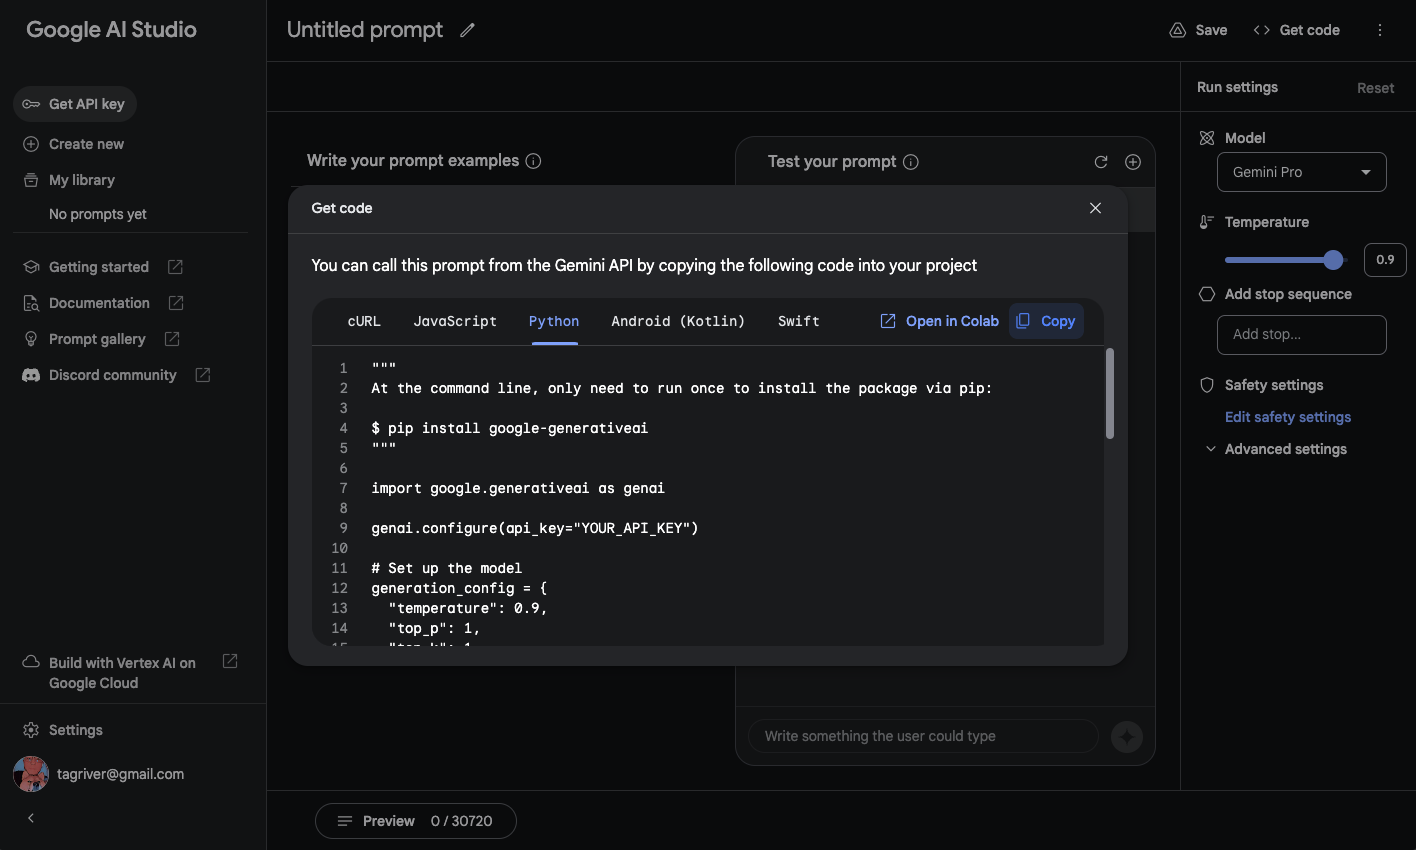 Google AI Studio
Get API key
Create new
My library
No prompts yet
Getting started
Documentation
Prompt gallery
Discord community
Build with Vertex AI on
Google Cloud
Settings
tagriver@gmail.com
Untitled prompt
Save
Get code
Write your prompt examples
Test your prompt
Get code
You can call this prompt from the Gemini API by copying the following code into your project
cURL JavaScript Python Android (Kotlin) Swift Open in Colab Copy
1 """
2 At the command line, only need to run once to install the package via pip:
3
4 $ pip install google-generativeai
5 """
6
7 import google.generativeai as genai
8
9 genai.configure(api_key="YOUR_API_KEY")
10
11 # Set up the model
12 generation_config = {
13 "temperature": 0.9,
14 "top_p": 1,
15 "top_k": 1,
Write something the user could type
Preview 0 / 30720
Run settings Reset
Model
Gemini Pro
Temperature
0.9
Add stop sequence
Add stop...
Safety settings
Edit safety settings
Advanced settings